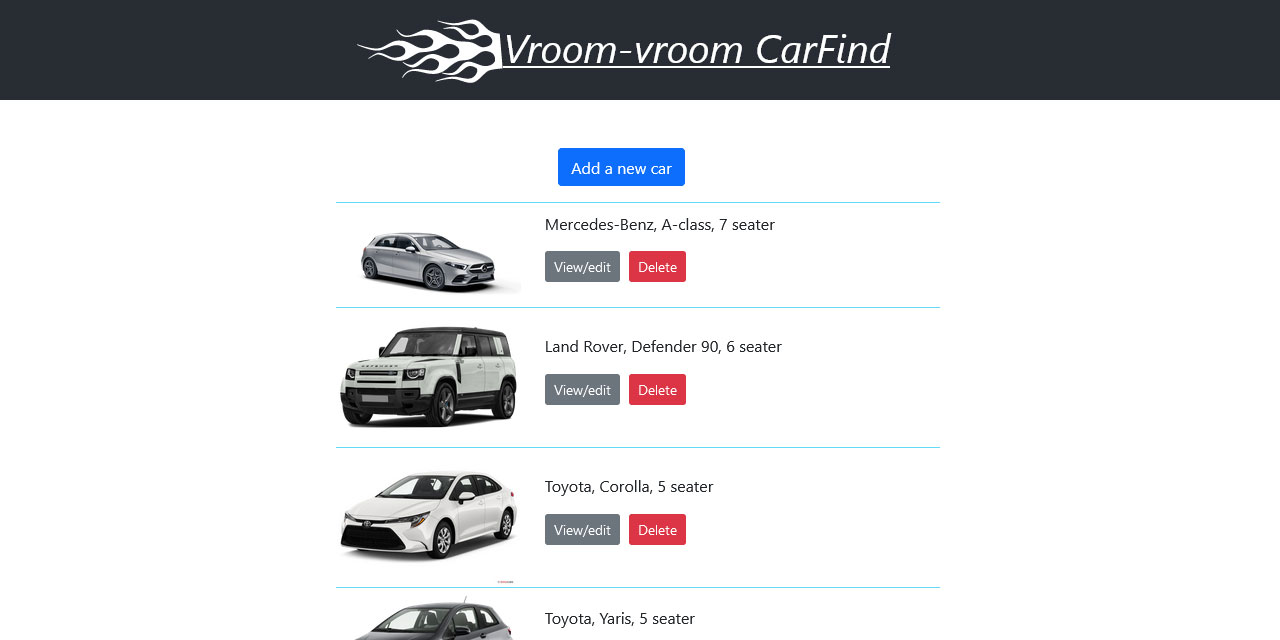 Vroom-vroom CarFind
Add a new car
Mercedes-Benz, A-class, 7 seater
View/edit Delete
Land Rover, Defender 90, 6 seater
View/edit Delete
Toyota, Corolla, 5 seater
View/edit Delete
Toyota, Yaris, 5 seater